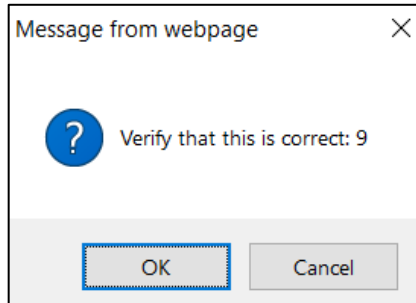 Message from webpage
?
Verify that this is correct: 9
OK
Cancel